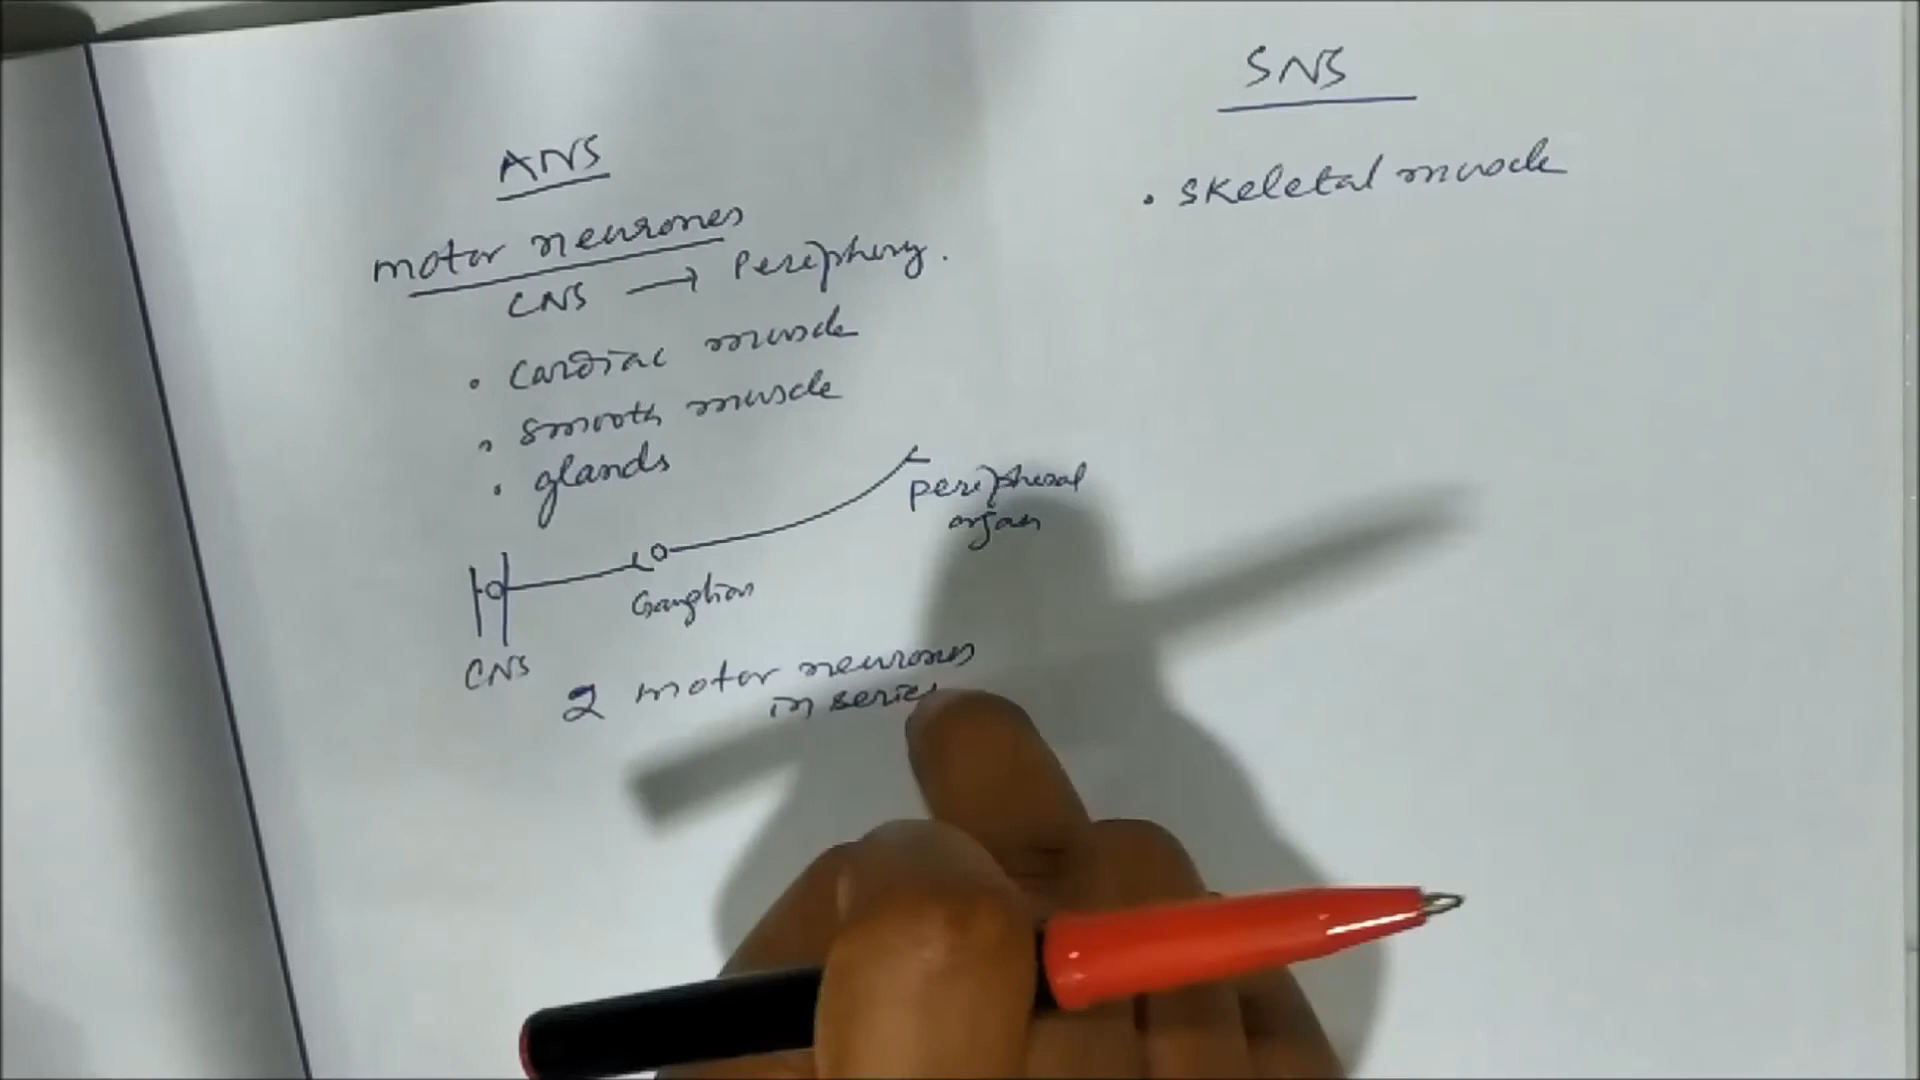 ANS
motor neurones
CNS → Periphery.
• cardiac muscle
• smooth muscle
• glands
Peripheral
organ
Ganglion
CNS
2 motor neurones
in series
SNS
• skeletal muscle